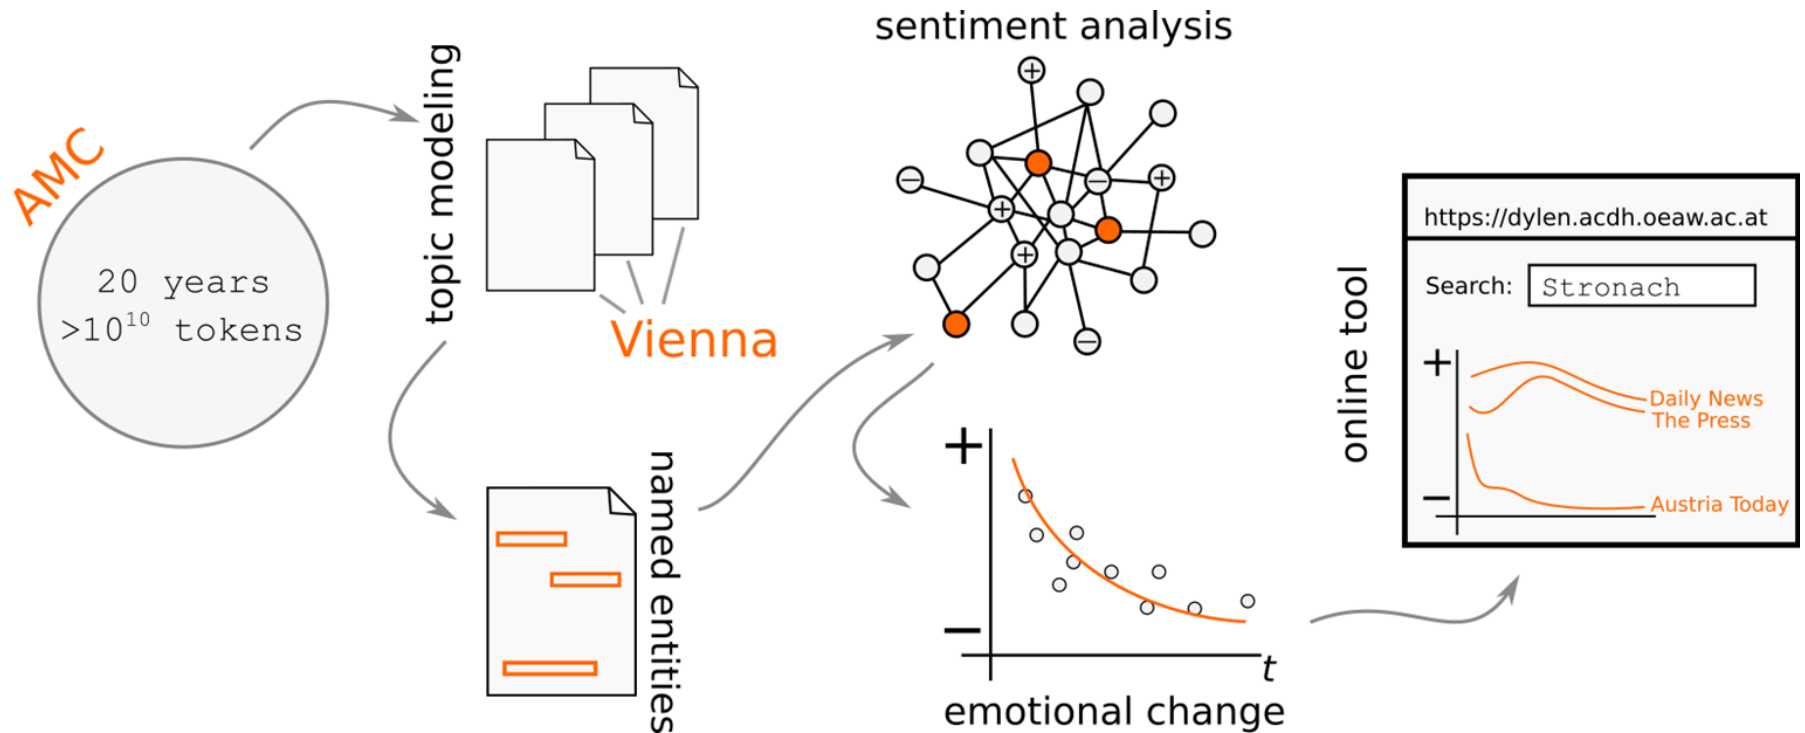 AMC
20 years
>10¹⁰ tokens
topic modeling
Vienna
named entities
sentiment analysis
+
−
emotional change
t
online tool
https://dylen.acdh.oeaw.ac.at
Search: Stronach
+
Daily News
The Press
−
Austria Today